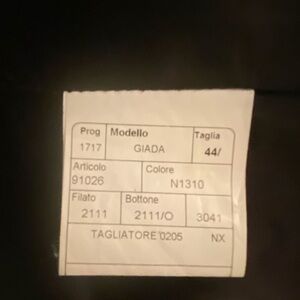 Prog Modello Taglia
1717 GIADA 44/
Articolo Colore
91026 N1310
Filato Bottone
2111 2111/O 3041
TAGLIATORE 0205 NX